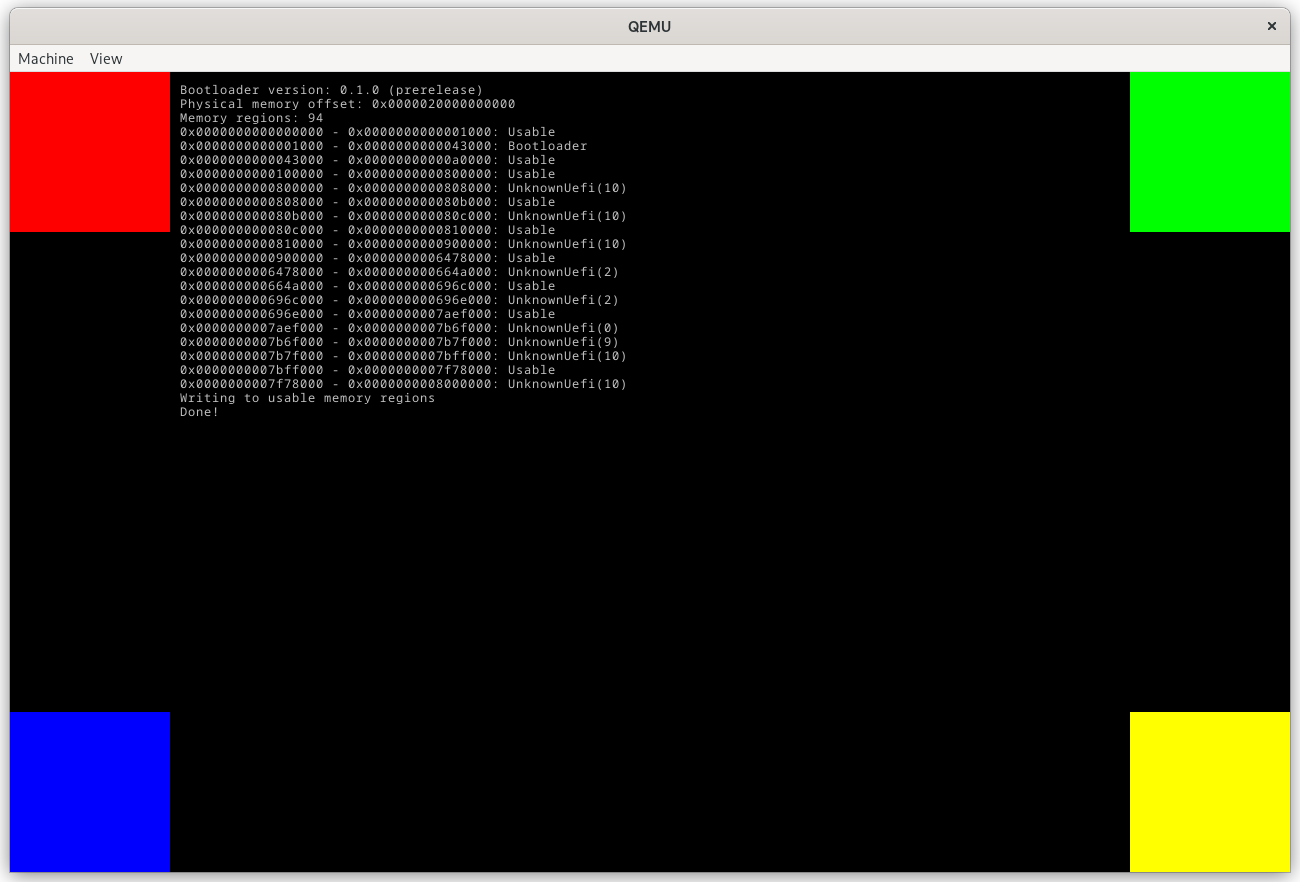 QEMU ×
Machine View
Bootloader version: 0.1.0 (prerelease)
Physical memory offset: 0x0000020000000000
Memory regions: 94
0x0000000000000000 - 0x0000000000001000: Usable
0x0000000000001000 - 0x0000000000043000: Bootloader
0x0000000000043000 - 0x00000000000a0000: Usable
0x0000000000100000 - 0x0000000000800000: Usable
0x0000000000800000 - 0x0000000000808000: UnknownUefi(10)
0x0000000000808000 - 0x000000000080b000: Usable
0x000000000080b000 - 0x000000000080c000: UnknownUefi(10)
0x000000000080c000 - 0x0000000000810000: Usable
0x0000000000810000 - 0x0000000000900000: UnknownUefi(10)
0x0000000000900000 - 0x0000000006478000: Usable
0x0000000006478000 - 0x000000000664a000: UnknownUefi(2)
0x000000000664a000 - 0x000000000696c000: Usable
0x000000000696c000 - 0x000000000696e000: UnknownUefi(2)
0x000000000696e000 - 0x0000000007aef000: Usable
0x0000000007aef000 - 0x0000000007b6f000: UnknownUefi(0)
0x0000000007b6f000 - 0x0000000007b7f000: UnknownUefi(9)
0x0000000007b7f000 - 0x0000000007bff000: UnknownUefi(10)
0x0000000007bff000 - 0x0000000007f78000: Usable
0x0000000007f78000 - 0x0000000008000000: UnknownUefi(10)
Writing to usable memory regions
Done!